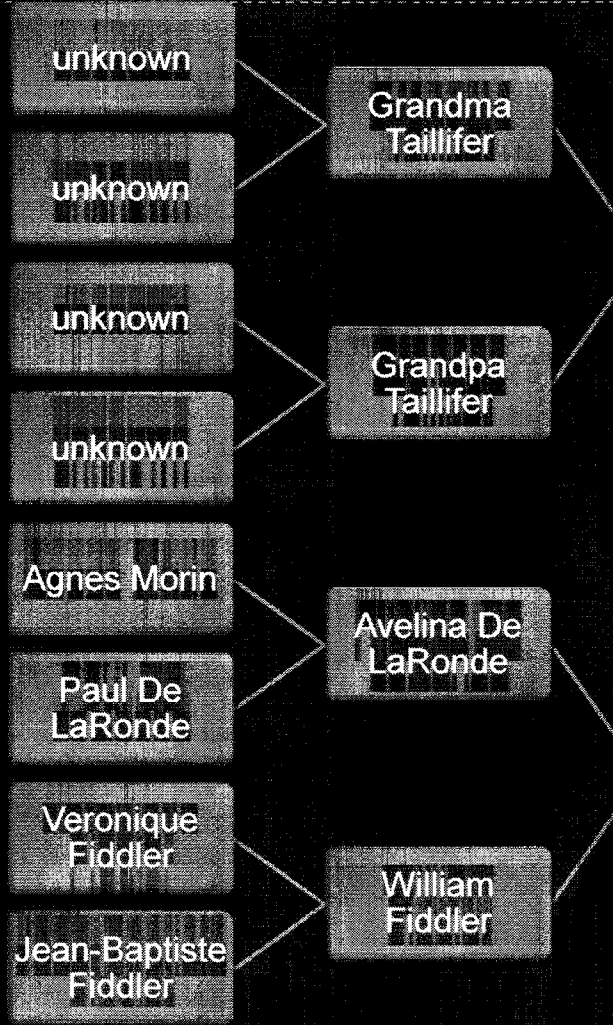 unknown
unknown
unknown
unknown
Agnes Morin
Paul De
LaRonde
Veronique
Fiddler
Jean-Baptiste
Fiddler
Grandma
Taillifer
Grandpa
Taillifer
Avelina De
LaRonde
William
Fiddler